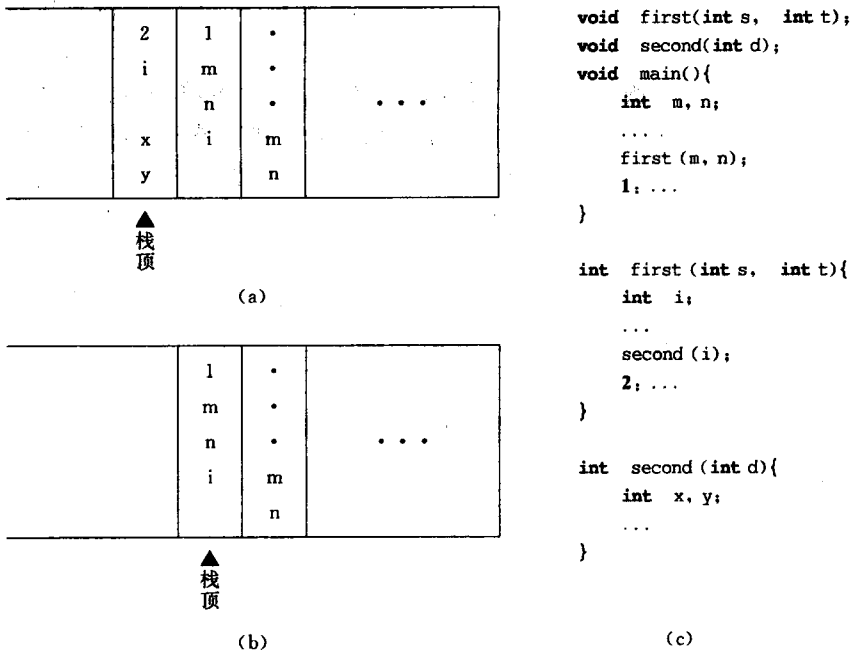 2 1 •
i m •
n • • • •
x i m
y n
▲
栈
顶
(a)
1 •
m •
n • • • •
i m
n
▲
栈
顶
(b)
void first(int s, int t);
void second(int d);
void main(){
int m, n;
....
first (m, n);
1: ...
}
int first (int s, int t){
int i;
...
second (i);
2: ...
}
int second (int d){
int x, y;
...
}
(c)